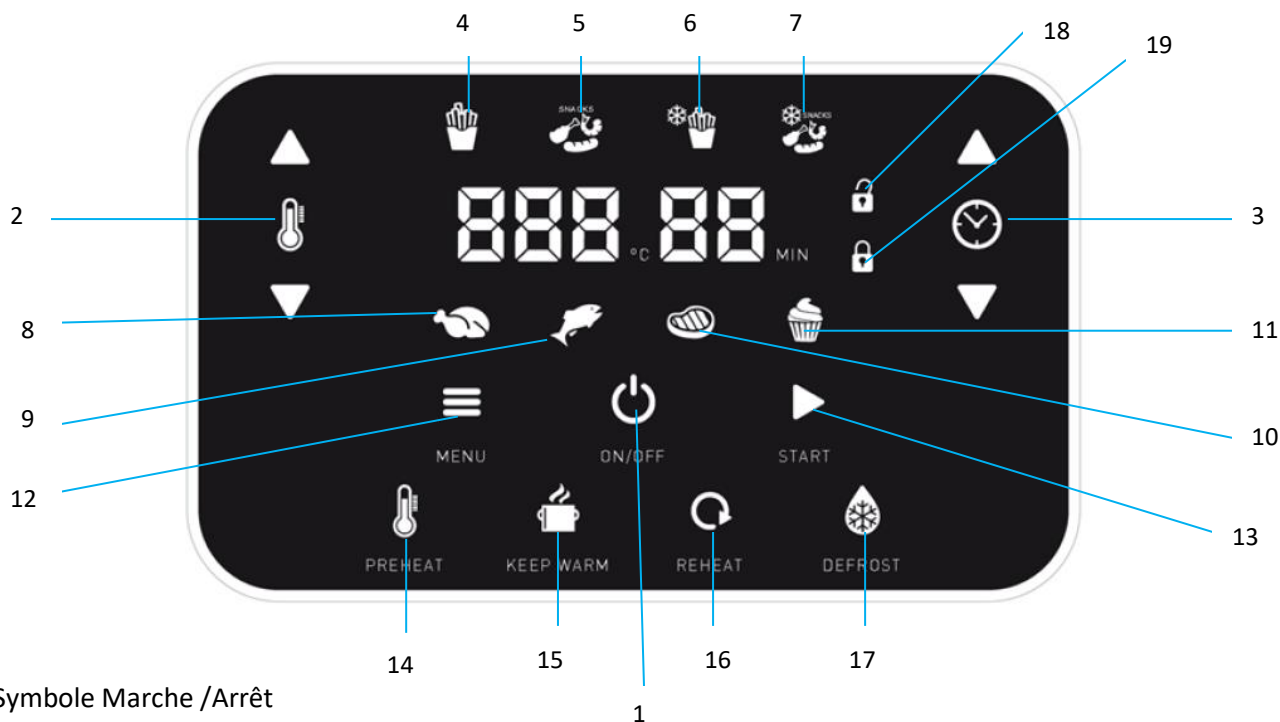 4 5 6 7
18
19
SNACKS
SNACKS
2
888 °C 88 MIN
3
8
11
9
10
MENU ON/OFF START
12
13
PREHEAT KEEP WARM REHEAT DEFROST
14 15 16 17
Symbole Marche /Arrêt
1